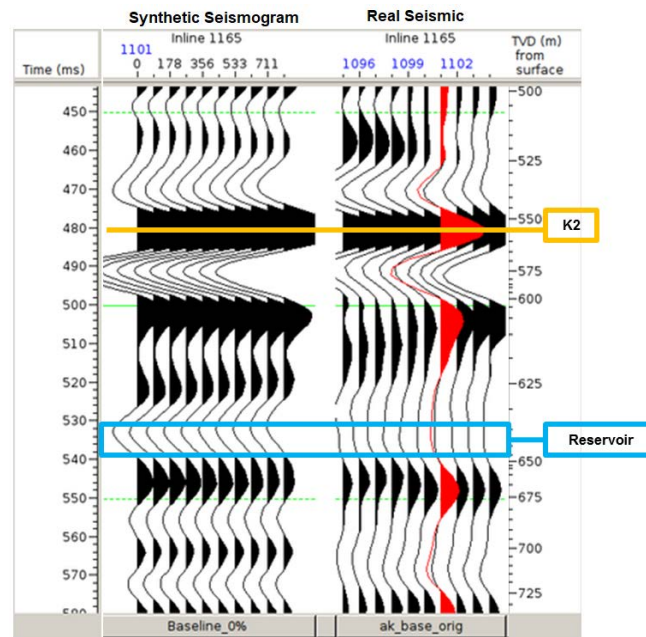 Synthetic Seismogram Real Seismic
Inline 1165 Inline 1165 TVD (m)
1101 from
Time (ms) 0 178 356 533 711 1096 1099 1102 surface
450 500
460 525
470
480 550 K2
490 575
500 600
510
520 625
530
Reservoir
540 650
550 675
560
570 700
725
580
Baseline_0% ak_base_orig